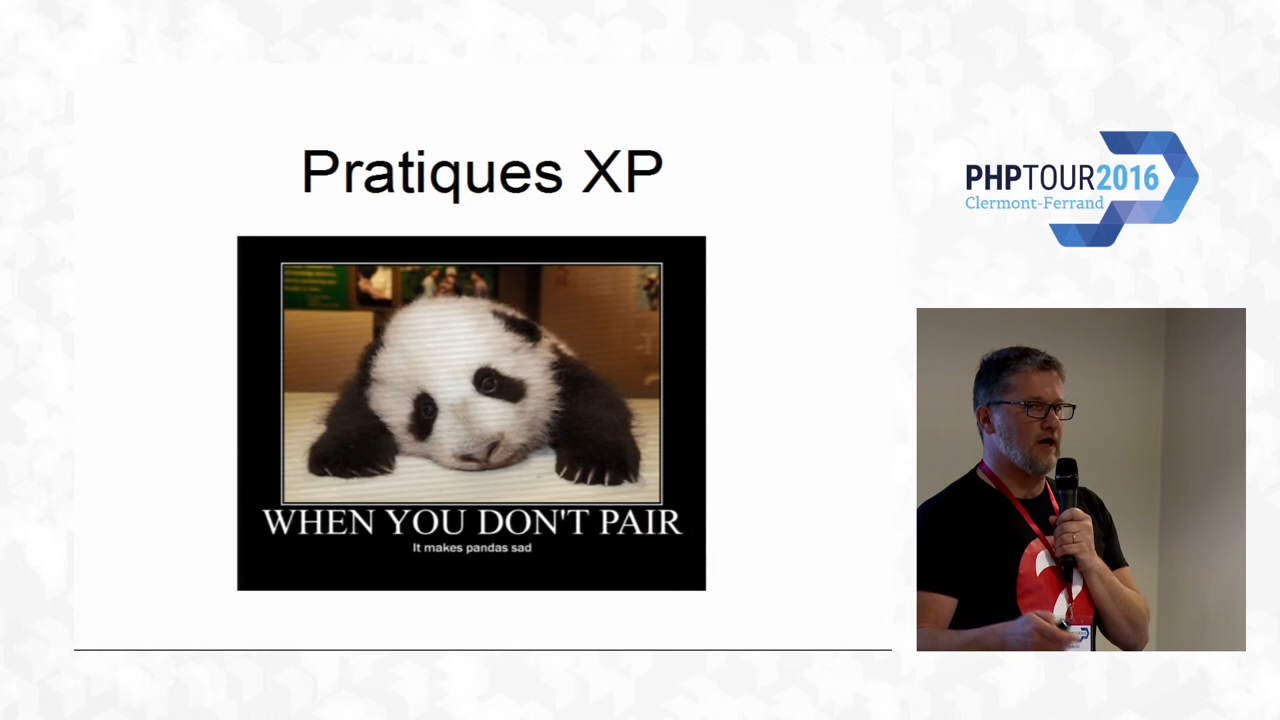 Pratiques XP
WHEN YOU DON'T PAIR
It makes pandas sad
PHPTOUR2016
Clermont-Ferrand